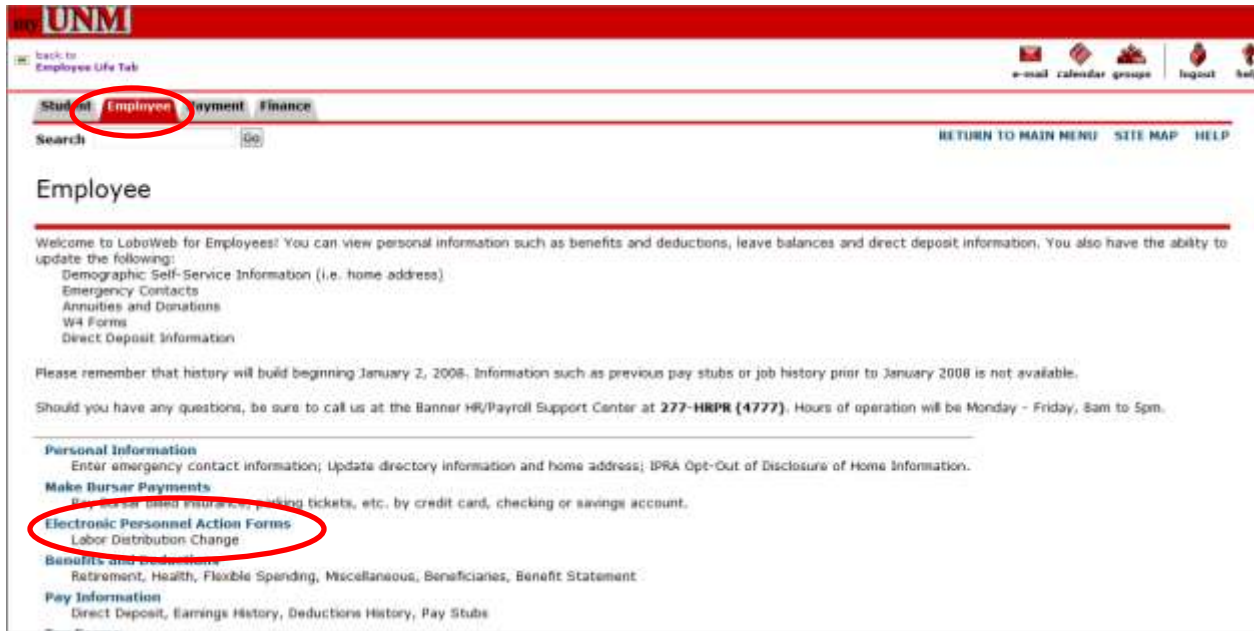 my UNM
back to
Employee Life Tab
e-mail calendar groups logout
Student Employee Payment Finance
Search Go RETURN TO MAIN MENU SITE MAP HELP
Employee
Welcome to LoboWeb for Employees! You can view personal information such as benefits and deductions, leave balances and direct deposit information. You also have the ability to
update the following:
Demographic Self-Service Information (i.e. home address)
Emergency Contacts
Annuities and Donations
W4 Forms
Direct Deposit Information
Please remember that history will build beginning January 2, 2008. Information such as previous pay stubs or job history prior to January 2008 is not available.
Should you have any questions, be sure to call us at the Banner HR/Payroll Support Center at 277-HRPR (4777). Hours of operation will be Monday - Friday, 8am to 5pm.
Personal Information
Enter emergency contact information; Update directory information and home address; IPRA Opt-Out of Disclosure of Home Information.
Make Bursar Payments
Pay Bursar billed insurance, parking tickets, etc. by credit card, checking or savings account.
Electronic Personnel Action Forms
Labor Distribution Change
Benefits and Deductions
Retirement, Health, Flexible Spending, Miscellaneous, Beneficiaries, Benefit Statement
Pay Information
Direct Deposit, Earnings History, Deductions History, Pay Stubs